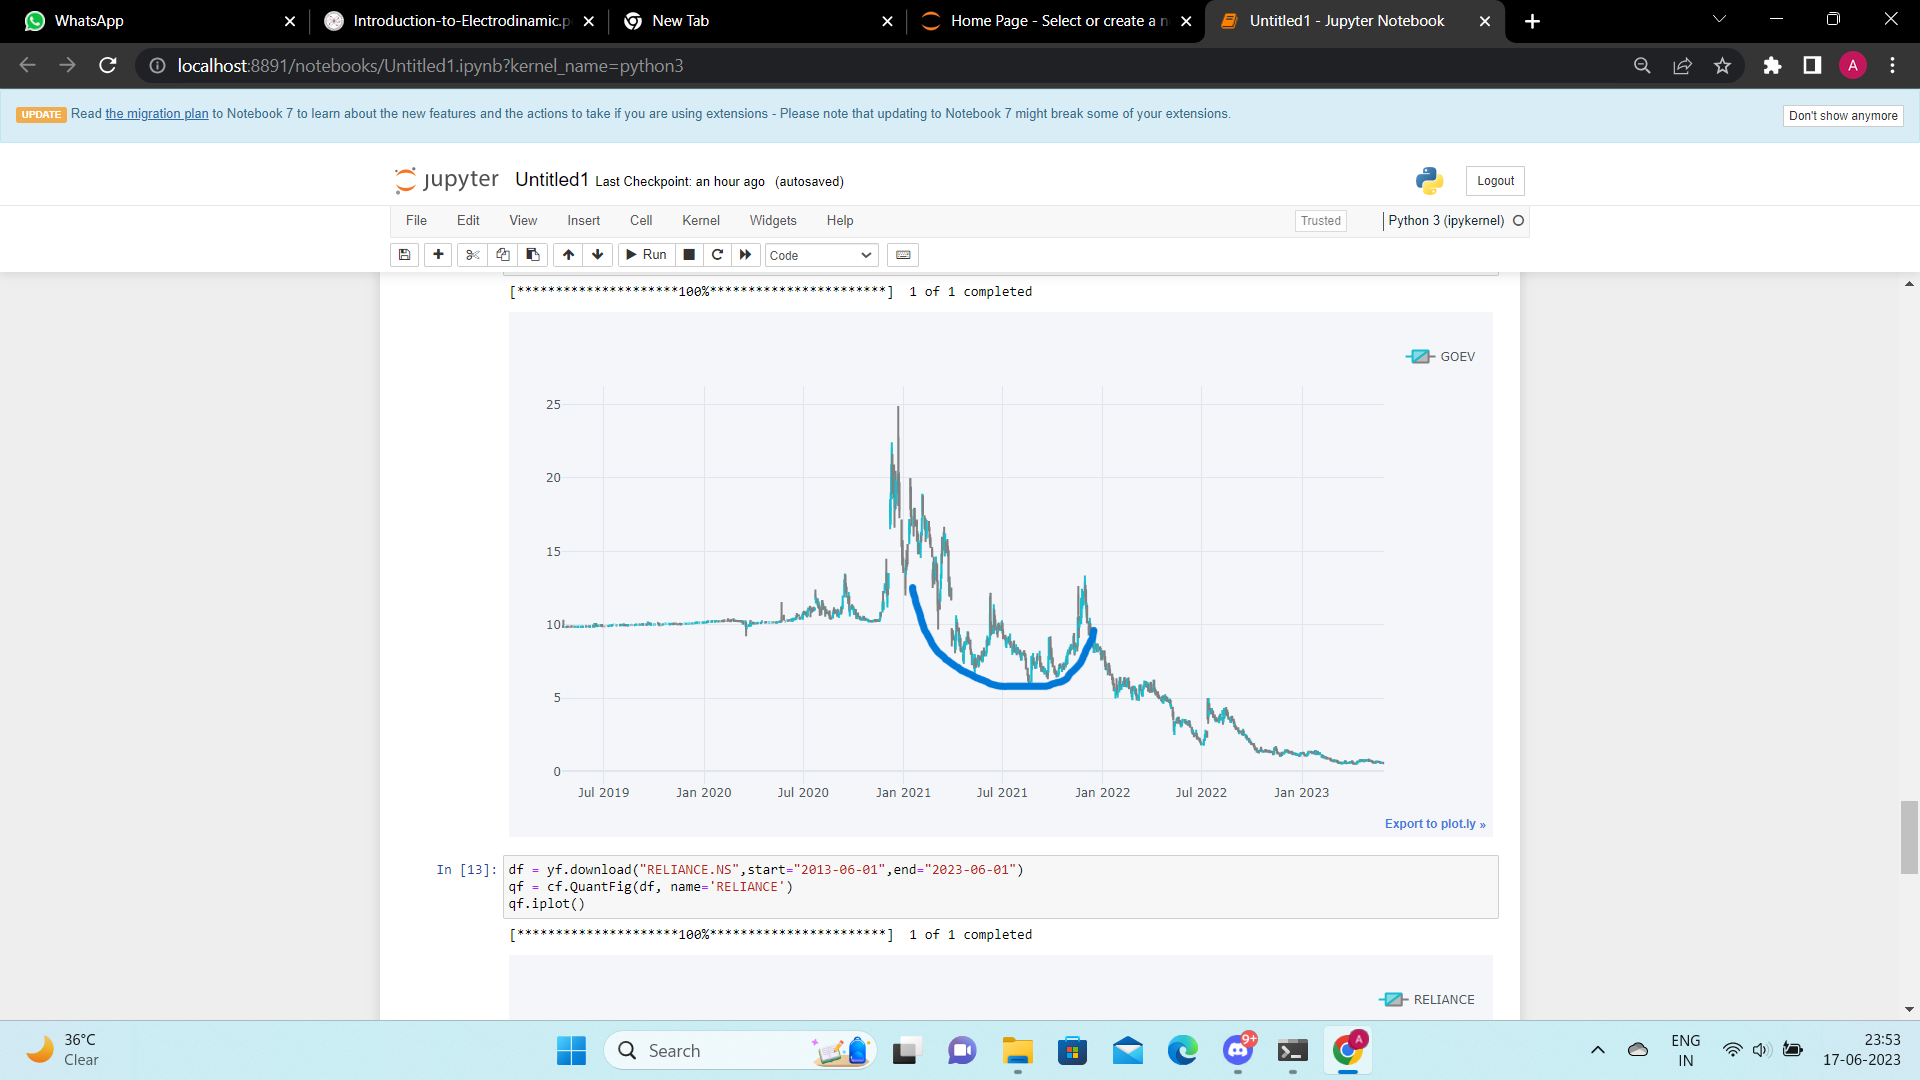 WhatsApp
Introduction-to-Electrodinamic.p
New Tab
Home Page - Select or create a n
Untitled1 - Jupyter Notebook
localhost:8891/notebooks/Untitled1.ipynb?kernel_name=python3
A
UPDATE Read the migration plan to Notebook 7 to learn about the new features and the actions to take if you are using extensions - Please note that updating to Notebook 7 might break some of your extensions.
Don't show anymore
jupyter Untitled1 Last Checkpoint: an hour ago (autosaved)
Logout
File Edit View Insert Cell Kernel Widgets Help
Trusted
Python 3 (ipykernel)
Run
Code
[*********************100%***********************] 1 of 1 completed
GOEV
25
20
15
10
5
0
Jul 2019 Jan 2020 Jul 2020 Jan 2021 Jul 2021 Jan 2022 Jul 2022 Jan 2023
Export to plot.ly »
In [13]: df = yf.download("RELIANCE.NS",start="2013-06-01",end="2023-06-01")
qf = cf.QuantFig(df, name='RELIANCE')
qf.iplot()
[*********************100%***********************] 1 of 1 completed
RELIANCE
36°C
Clear
Search
9+
A
ENG
IN
23:53
17-06-2023